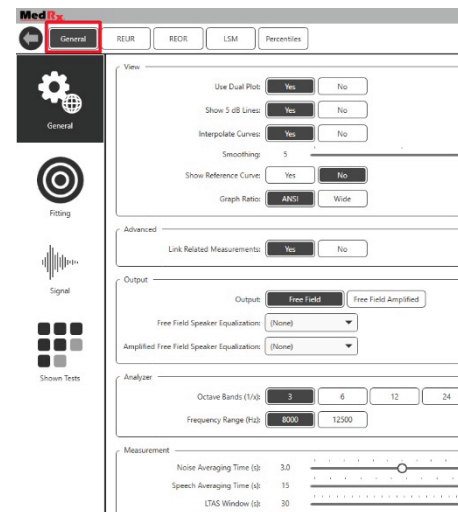 MedRx
General REUR REOR LSM Percentiles
View
Use Dual Plot: Yes No
Show 5 dB Lines: Yes No
General
Interpolate Curves: Yes No
Smoothing: 5
Show Reference Curve: Yes No
Graph Ratio: ANSI Wide
Fitting
Advanced
Link Related Measurements: Yes No
Output
Signal
Output: Free Field Free Field Amplified
Free Field Speaker Equalization: (None)
Amplified Free Field Speaker Equalization: (None)
Shown Tests
Analyzer
Octave Bands (1/x): 3 6 12 24
Frequency Range (Hz): 8000 12500
Measurement
Noise Averaging Time (s): 3.0
Speech Averaging Time (s): 15
LTAS Window (s): 30